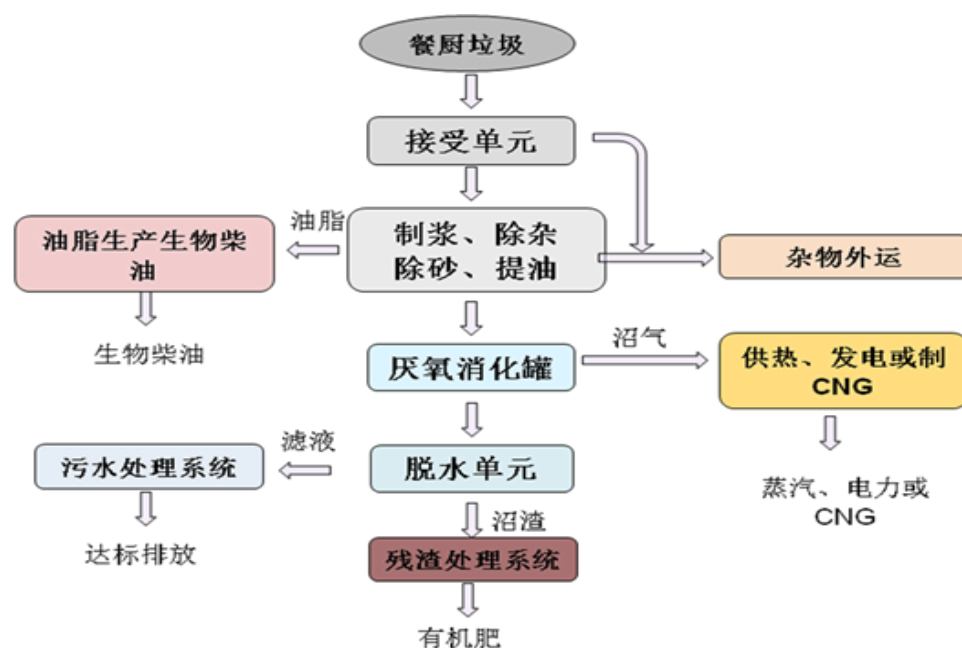 餐厨垃圾
接受单元
油脂
制浆、除杂
除砂、提油
油脂生产生物柴
油
杂物外运
生物柴油
厌氧消化罐
沼气
供热、发电或制
CNG
滤液
污水处理系统
脱水单元
蒸汽、电力或
CNG
沼渣
达标排放
残渣处理系统
有机肥